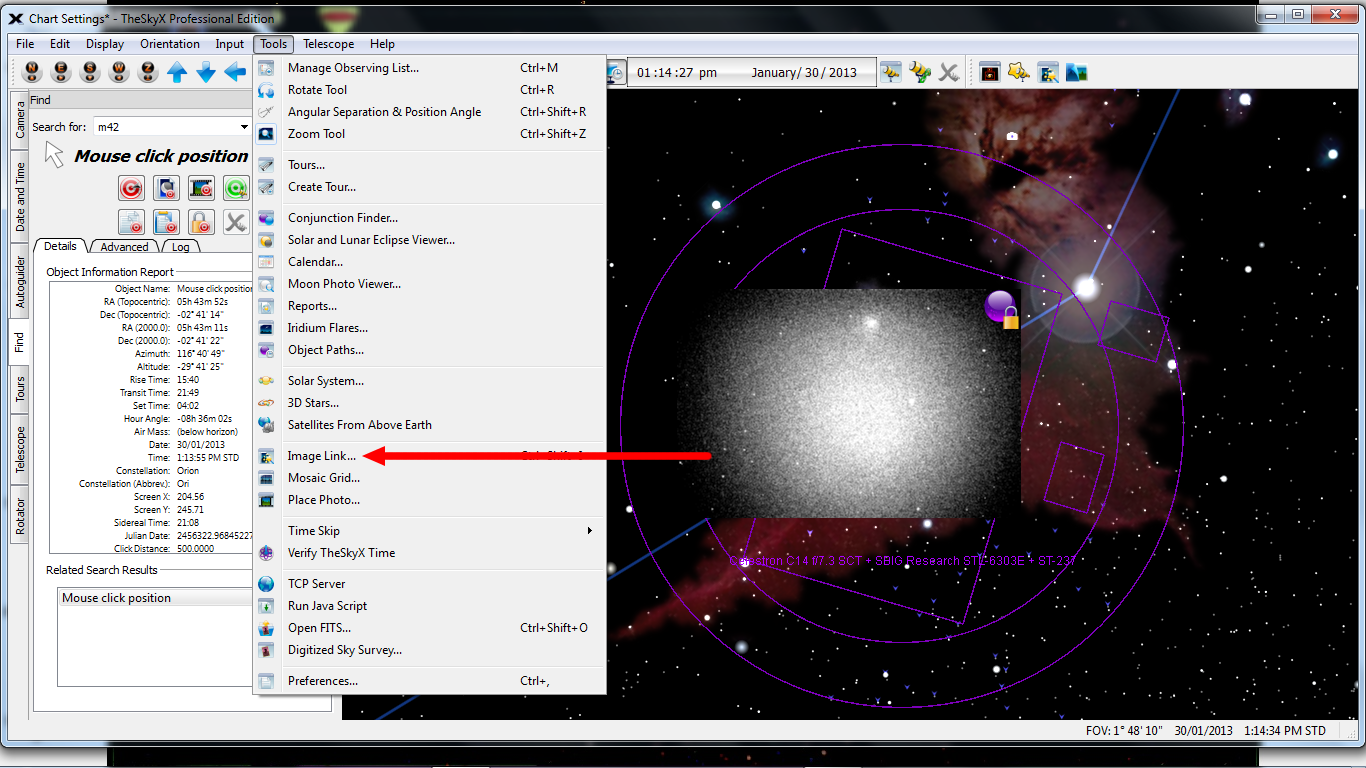 Chart Settings* - TheSkyX Professional Edition
File Edit Display Orientation Input Tools Telescope Help
N E S W Z
01:14:27 pm January/ 30 / 2013
Camera
Date and Time
Autoguider
Find
Tours
Telescope
Rotator
Find
Search for: m42
Mouse click position
Details Advanced Log
Object Information Report
Object Name: Mouse click position
RA (Topocentric): 05h 43m 52s
Dec (Topocentric): -02° 41' 14"
RA (2000.0): 05h 43m 11s
Dec (2000.0): -02° 41' 22"
Azimuth: 116° 40' 49"
Altitude: -29° 41' 25"
Rise Time: 15:40
Transit Time: 21:49
Set Time: 04:02
Hour Angle: -08h 36m 02s
Air Mass: (below horizon)
Date: 30/01/2013
Time: 1:13:55 PM STD
Constellation: Orion
Constellation (Abbrev.): Ori
Screen X: 204.56
Screen Y: 245.71
Sidereal Time: 21:08
Julian Date: 2456322.96845227
Click Distance: 500.0000
Related Search Results
Mouse click position
Manage Observing List... Ctrl+M
Rotate Tool Ctrl+R
Angular Separation & Position Angle Ctrl+Shift+R
Zoom Tool Ctrl+Shift+Z
Tours...
Create Tour...
Conjunction Finder...
Solar and Lunar Eclipse Viewer...
Calendar...
Moon Photo Viewer...
Reports...
Iridium Flares...
Object Paths...
Solar System...
3D Stars...
Satellites From Above Earth
Image Link...
Mosaic Grid...
Place Photo...
Time Skip
Verify TheSkyX Time
TCP Server
Run Java Script
Open FITS... Ctrl+Shift+O
Digitized Sky Survey...
Preferences... Ctrl+,
Celestron C14 f7.3 SCT + SBIG Research STL-6303E + ST-237
FOV: 1° 48' 10" 30/01/2013 1:14:34 PM STD